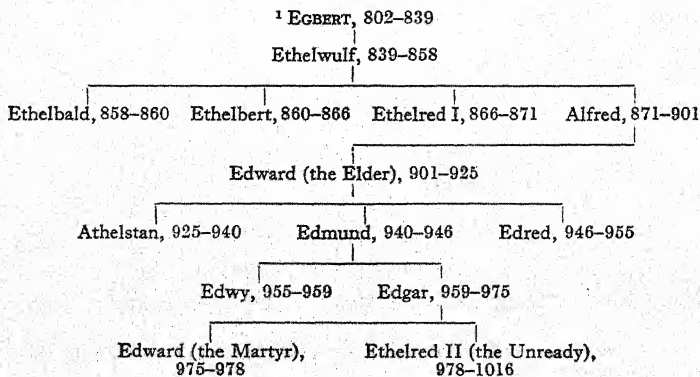 ¹ EGBERT, 802–839
Ethelwulf, 839–858
Ethelbald, 858–860 Ethelbert, 860–866 Ethelred I, 866–871 Alfred, 871–901
Edward (the Elder), 901–925
Athelstan, 925–940 Edmund, 940–946 Edred, 946–955
Edwy, 955–959 Edgar, 959–975
Edward (the Martyr), Ethelred II (the Unready),
975–978 978–1016